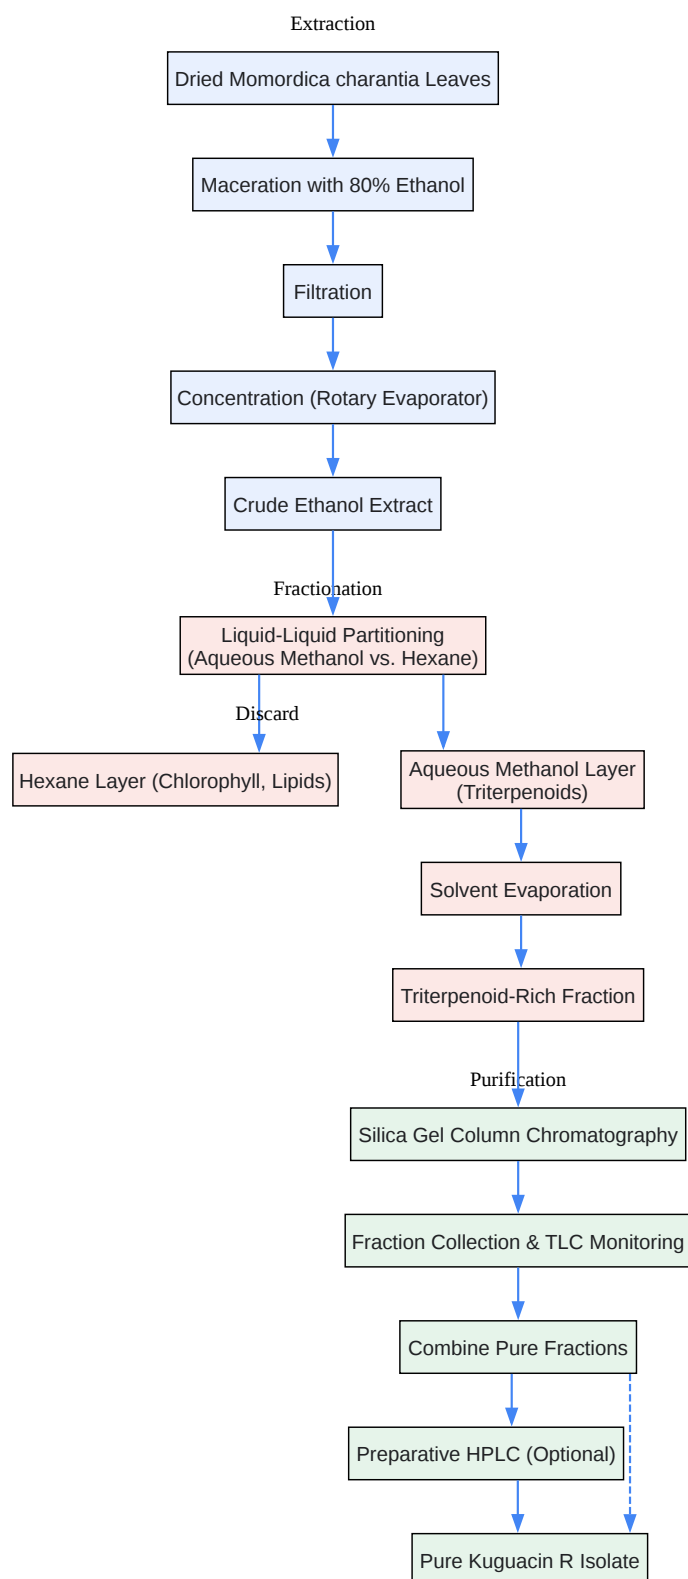 Extraction
Dried Momordica charantia Leaves
Maceration with 80% Ethanol
Filtration
Concentration (Rotary Evaporator)
Crude Ethanol Extract
Fractionation
Liquid-Liquid Partitioning
(Aqueous Methanol vs. Hexane)
Discard
Hexane Layer (Chlorophyll, Lipids)
Aqueous Methanol Layer
(Triterpenoids)
Solvent Evaporation
Triterpenoid-Rich Fraction
Purification
Silica Gel Column Chromatography
Fraction Collection & TLC Monitoring
Combine Pure Fractions
Preparative HPLC (Optional)
Pure Kuguacin R Isolate